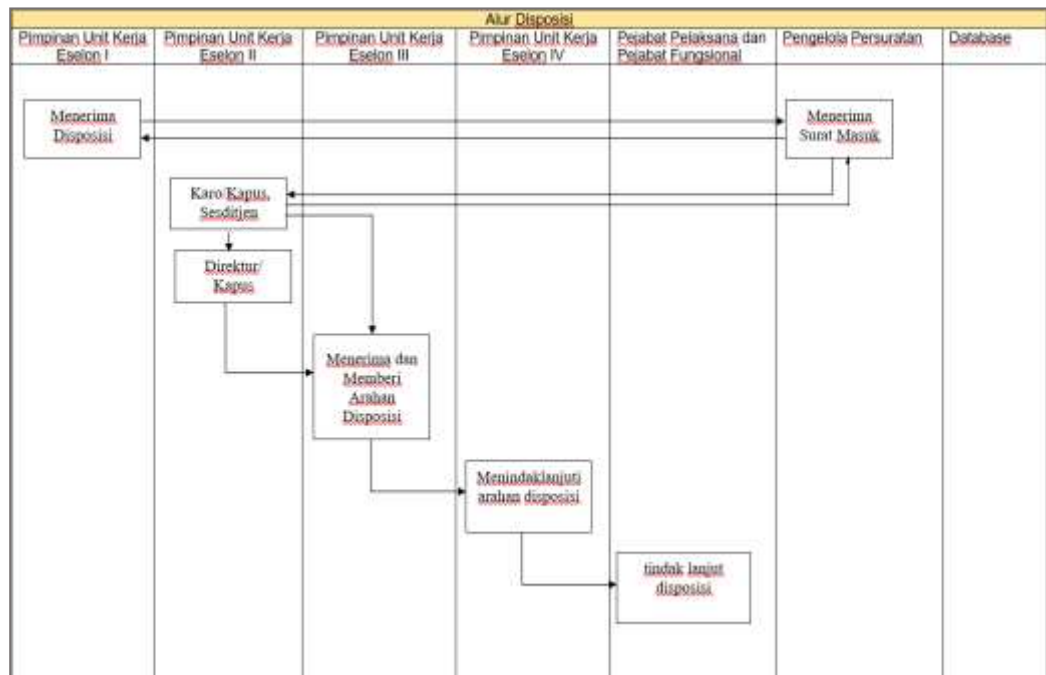 Alur Disposisi
Pimpinan Unit Kerja
Eselon I
Pimpinan Unit Kerja
Eselon II
Pimpinan Unit Kerja
Eselon III
Pimpinan Unit Kerja
Eselon IV
Pejabat Pelaksana dan
Pejabat Fungsional
Pengelola Persuratan
Database
Menerima
Disposisi
Menerima
Surat Masuk
Karo/Kapus,
Sesditjen
Direktur/
Kapus
Menerima dan
Memberi
Arahan
Disposisi
Menindaklanjuti
arahan disposisi
tindak lanjut
disposisi